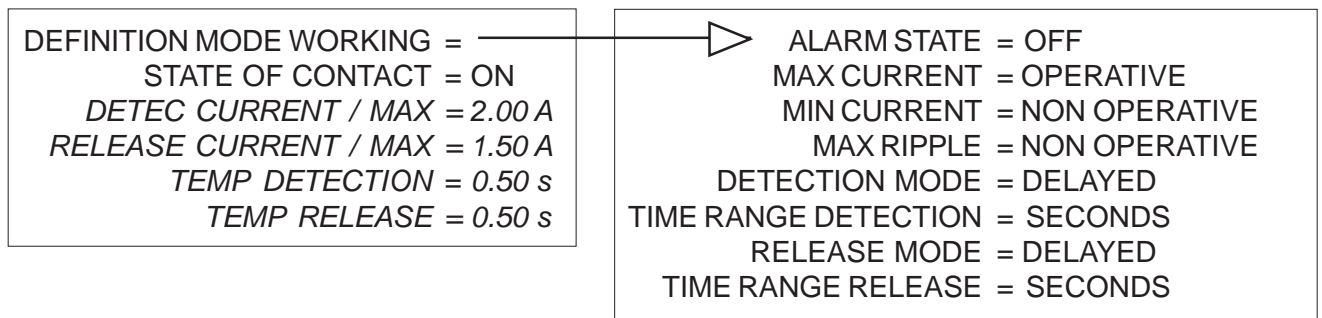 DEFINITION MODE WORKING =
STATE OF CONTACT = ON
DETEC CURRENT / MAX = 2.00 A
RELEASE CURRENT / MAX = 1.50 A
TEMP DETECTION = 0.50 s
TEMP RELEASE = 0.50 s
ALARM STATE = OFF
MAX CURRENT = OPERATIVE
MIN CURRENT = NON OPERATIVE
MAX RIPPLE = NON OPERATIVE
DETECTION MODE = DELAYED
TIME RANGE DETECTION = SECONDS
RELEASE MODE = DELAYED
TIME RANGE RELEASE = SECONDS